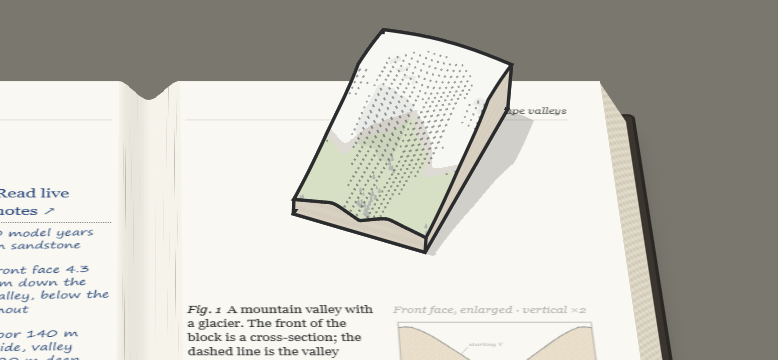 pe valleys
Read live
notes ↗
model years
sandstone
ront face 4.3
m down the
alley, below the
nout
oor 140 m
ide, valley
Fig. 1 A mountain valley with
a glacier. The front of the
block is a cross-section; the
dashed line is the valley
Front face, enlarged · vertical ×2
starting V